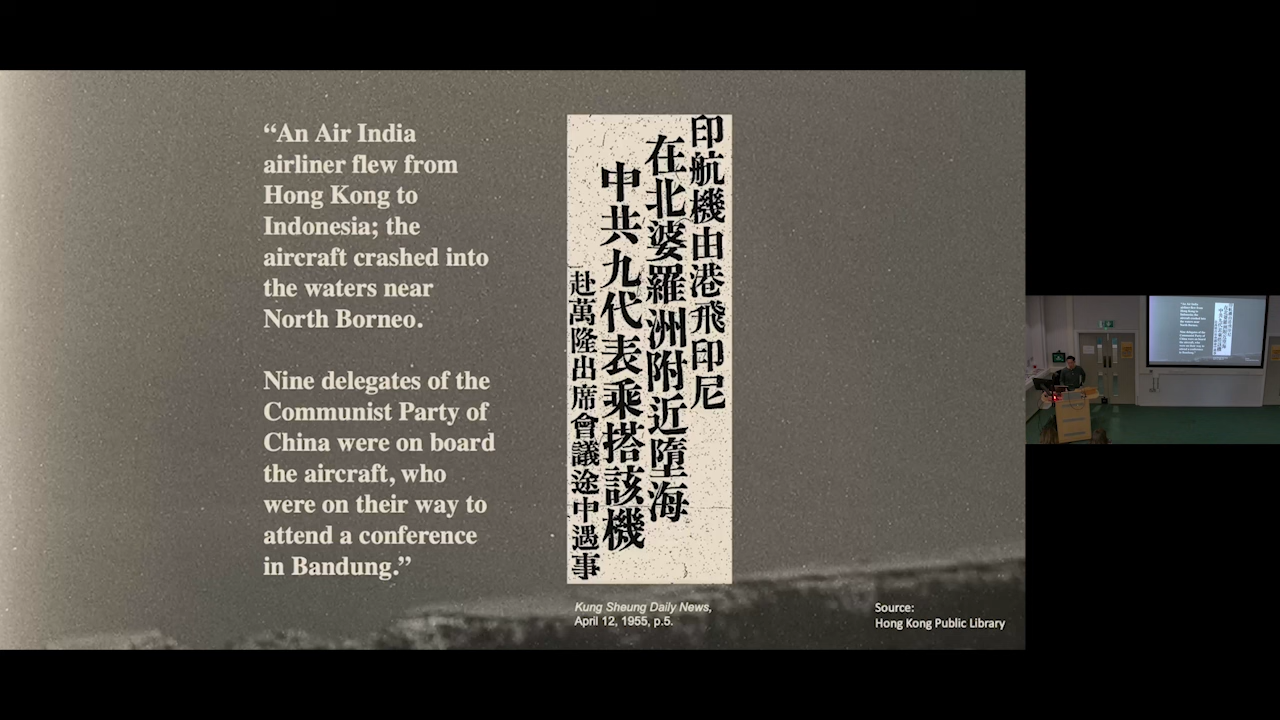 “An Air India
airliner flew from
Hong Kong to
Indonesia; the
aircraft crashed into
the waters near
North Borneo.
Nine delegates of the
Communist Party of
China were on board
the aircraft, who
were on their way to
attend a conference
in Bandung.”
印航機由港飛印尼
在北婆羅洲附近墮海
中共九代表乘搭該機
赴萬隆出席會議途中遇事
Kung Sheung Daily News,
April 12, 1955, p.5.
Source:
Hong Kong Public Library